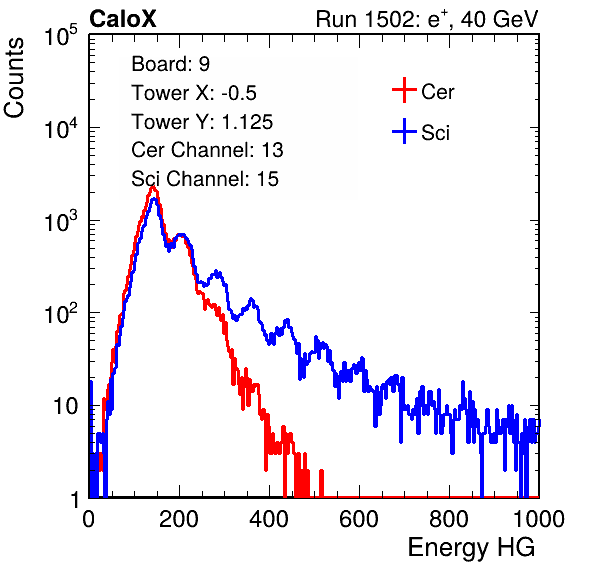 CaloX Run 1502: e⁺, 40 GeV
Counts
10⁵
10⁴
10³
10²
10
1
Board: 9
Tower X: -0.5
Tower Y: 1.125
Cer Channel: 13
Sci Channel: 15
Cer
Sci
0 200 400 600 800 1000
Energy HG